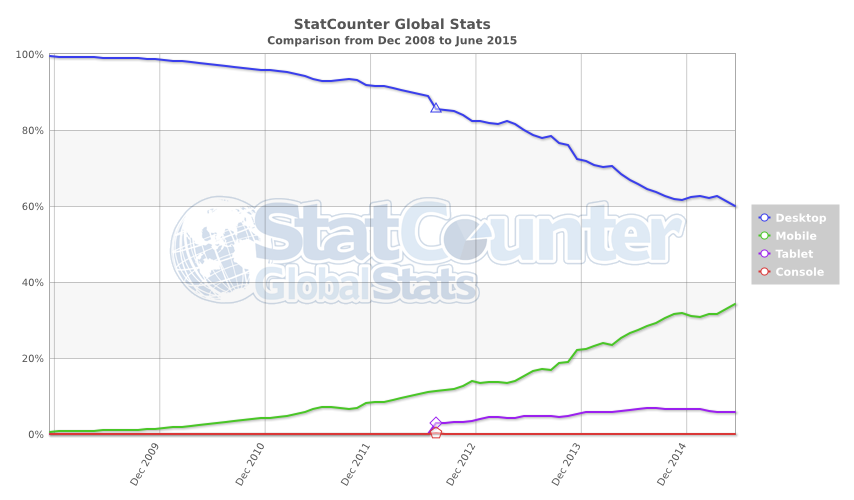 StatCounter Global Stats
Comparison from Dec 2008 to June 2015
100%
80%
60%
40%
20%
0%
StatCounter
GlobalStats
Desktop
Mobile
Tablet
Console
Dec 2009
Dec 2010
Dec 2011
Dec 2012
Dec 2013
Dec 2014